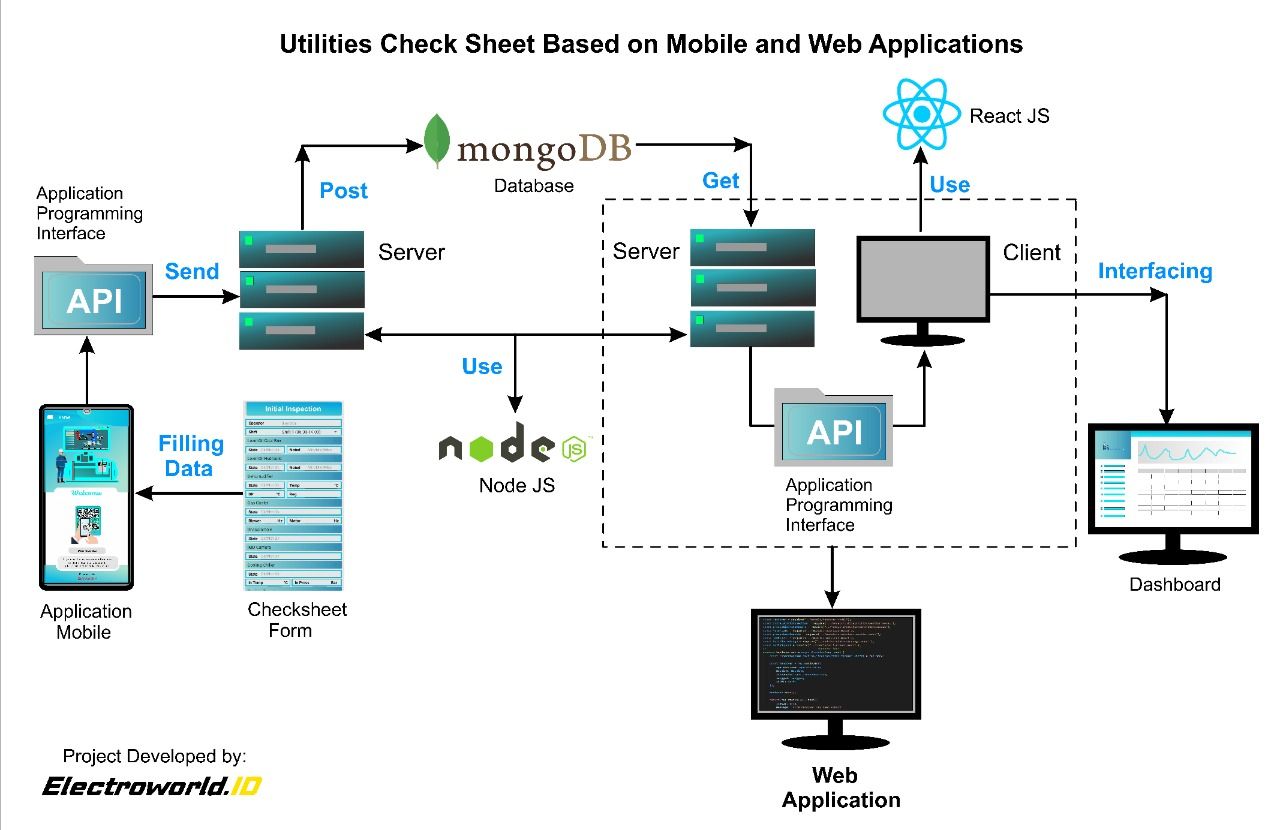 Utilities Check Sheet Based on Mobile and Web Applications
React JS
mongoDB
Database
Post
Get
Use
Application
Programming
Interface
API
Send
Server
Server
Client
Interfacing
Use
node
JS
Node JS
API
Application
Programming
Interface
Filling
Data
Welcome
Initial Inspection
Operator
Shift
Application
Mobile
Checksheet
Form
Dashboard
Web
Application
Project Developed by:
Electroworld.ID